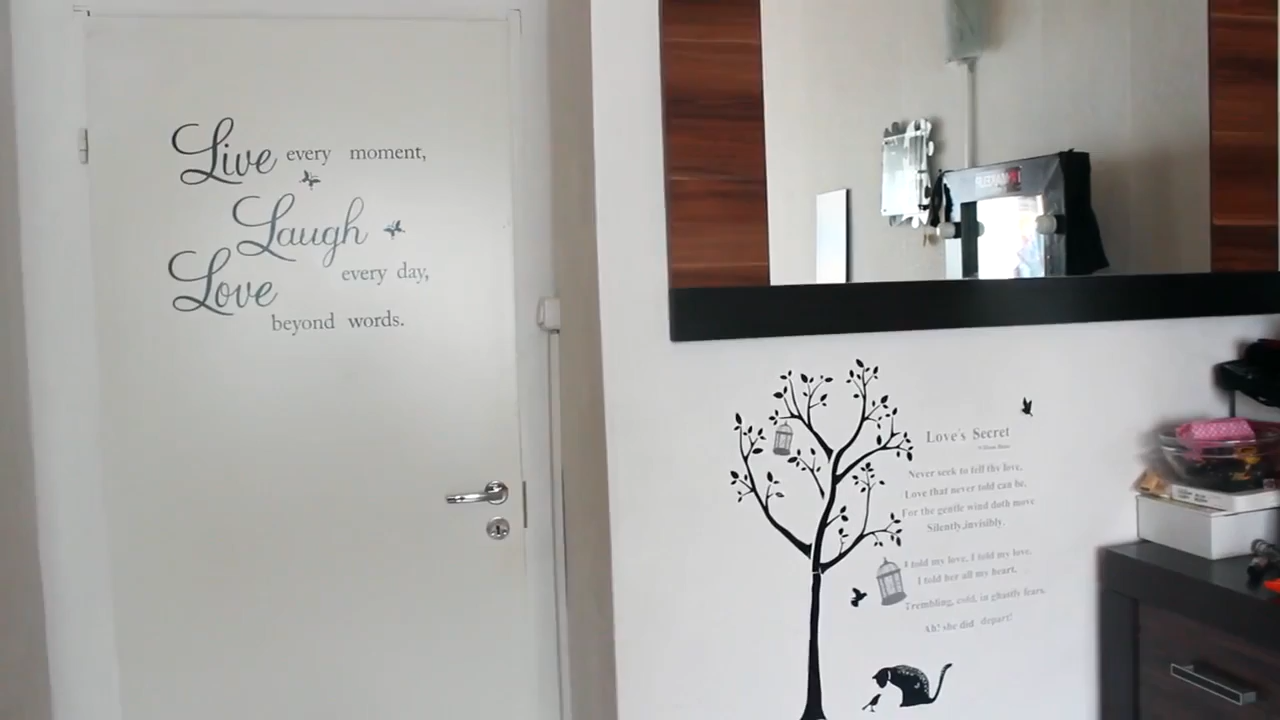 Live every moment,
Laugh
every day,
Love
beyond words.
Love's Secret
Never seek to tell thy love,
Love that never told can be,
For the gentle wind doth move
Silently,invisibly.
I told my love, I told my love,
I told her all my heart,
Trembling, cold, in ghastly fears.
Ah! she did depart!